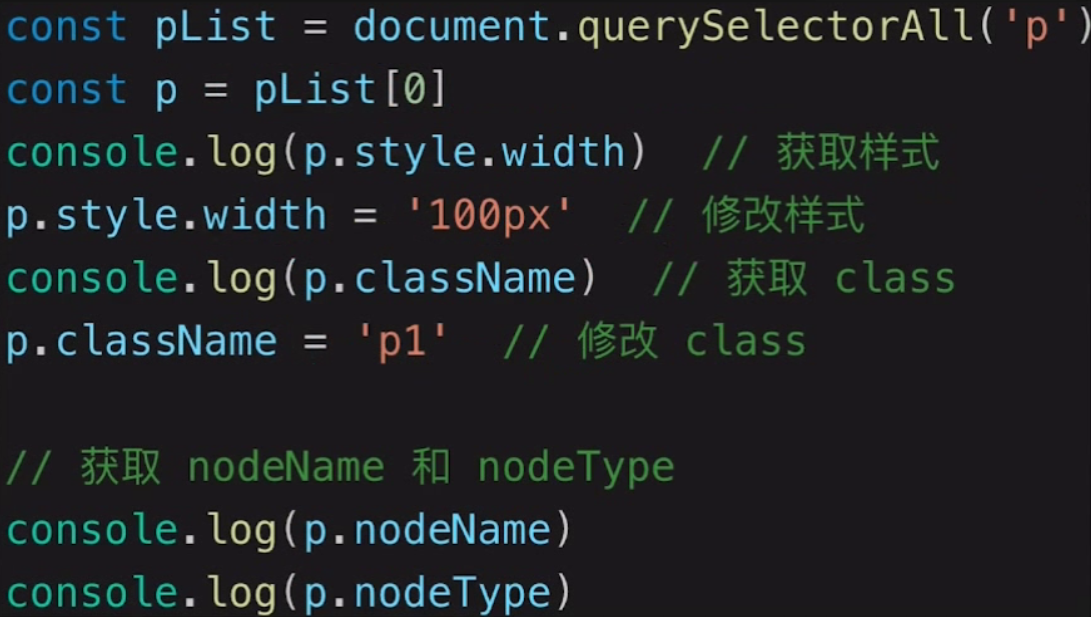 const pList = document.querySelectorAll('p')
const p = pList[0]
console.log(p.style.width)  // 获取样式
p.style.width = '100px'  // 修改样式
console.log(p.className)  // 获取 class
p.className = 'p1'  // 修改 class
// 获取 nodeName 和 nodeType
console.log(p.nodeName)
console.log(p.nodeType)